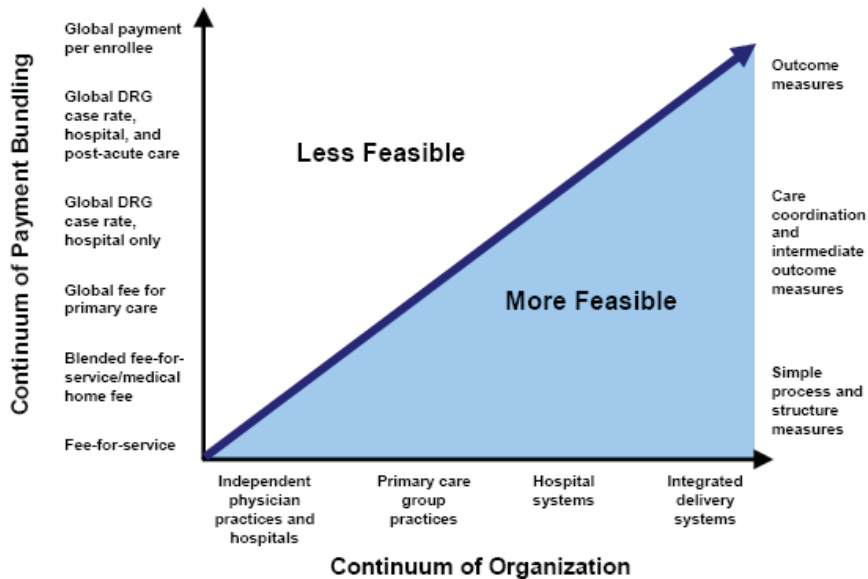 Continuum of Payment Bundling
Global payment
per enrollee
Global DRG
case rate,
hospital, and
post-acute care
Global DRG
case rate,
hospital only
Global fee for
primary care
Blended fee-for-
service/medical
home fee
Fee-for-service
Less Feasible
More Feasible
Outcome
measures
Care
coordination
and
intermediate
outcome
measures
Simple
process and
structure
measures
Independent
physician
practices and
hospitals
Primary care
group
practices
Hospital
systems
Integrated
delivery
systems
Continuum of Organization